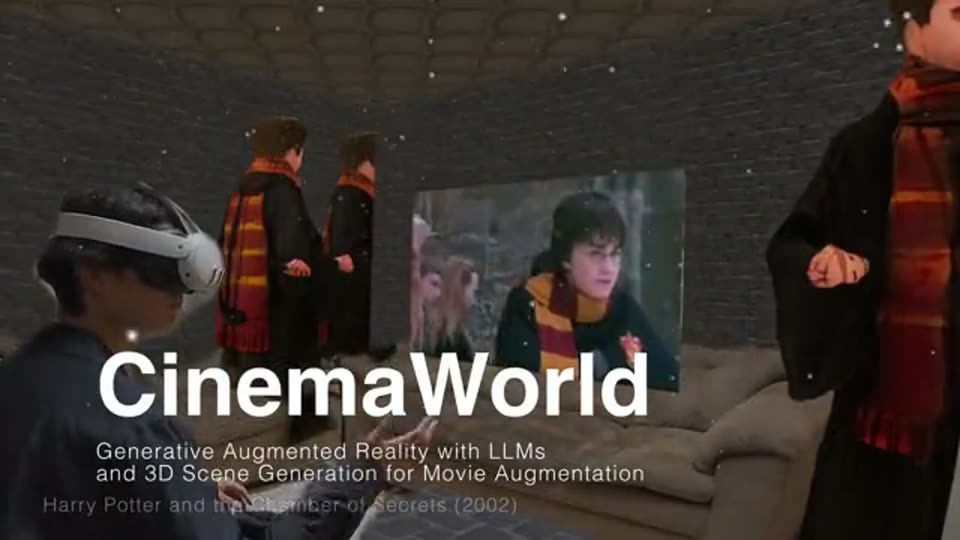 CinemaWorld
Generative Augmented Reality with LLMs
and 3D Scene Generation for Movie Augmentation
Harry Potter and the Chamber of Secrets (2002)